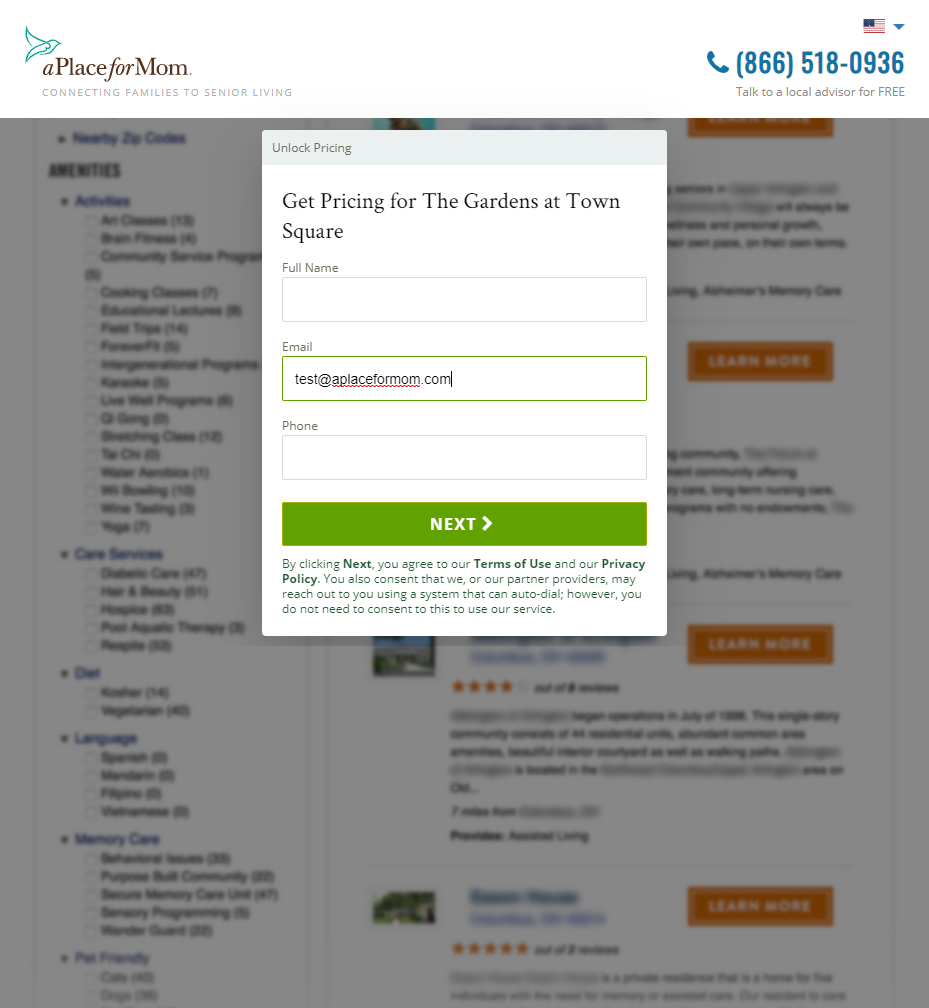 aPlaceforMom.
CONNECTING FAMILIES TO SENIOR LIVING
(866) 518-0936
Talk to a local advisor for FREE
Unlock Pricing
Get Pricing for The Gardens at Town
Square
Full Name
Email
test@aplaceformom.com
Phone
NEXT
By clicking Next, you agree to our Terms of Use and our Privacy
Policy. You also consent that we, or our partner providers, may
reach out to you using a system that can auto-dial; however, you
do not need to consent to this to use our service.
Nearby Zip Codes
AMENITIES
Activities
Art Classes (13)
Brain Fitness (4)
Community Service Program
(5)
Cooking Classes (7)
Educational Lectures (9)
Field Trips (14)
ForeverFit (5)
Intergenerational Programs
Karaoke (5)
Live Well Programs (6)
Qi Gong (0)
Stretching Class (12)
Tai Chi (0)
Water Aerobics (1)
Wii Bowling (10)
Wine Tasting (3)
Yoga (7)
Care Services
Diabetic Care (47)
Hair & Beauty (51)
Hospice (63)
Pool Aquatic Therapy (3)
Respite (53)
Diet
Kosher (14)
Vegetarian (40)
Language
Spanish (0)
Mandarin (0)
Filipino (0)
Vietnamese (0)
Memory Care
Behavioral Issues (33)
Purpose Built Community (22)
Secure Memory Care Unit (47)
Sensory Programming (5)
Wander Guard (22)
Pet Friendly
Cats (40)
Dogs (38)
LEARN MORE
seniors in
will always be
wellness and personal growth,
their own pace, on their own terms.
Living, Alzheimer's Memory Care
LEARN MORE
community,
community offering
care, long-term nursing care,
programs with no endowments,
Living, Alzheimer's Memory Care
LEARN MORE
out of 8 reviews
began operations in July of 1998. This single-story
community consists of 44 residential units, abundant common area
amenities, beautiful interior courtyard as well as walking paths.
is located in the
area on
Old...
7 miles from
Provides: Assisted Living
LEARN MORE
out of 2 reviews
is a private residence that is a home for five
individuals with the need for memory or assisted care. Our resident to care